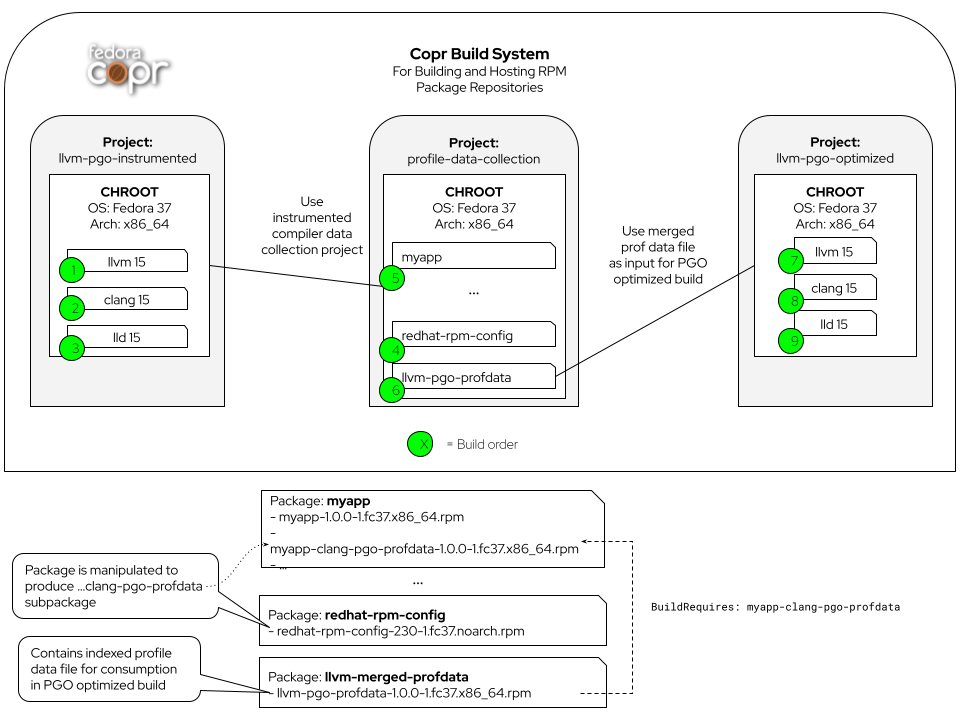 fedora
copr
Copr Build System
For Building and Hosting RPM
Package Repositories
Project:
llvm-pgo-instrumented
CHROOT
OS: Fedora 37
Arch: x86_64
llvm 15
1
clang 15
2
lld 15
3
Use
instrumented
compiler data
collection project
Project:
profile-data-collection
CHROOT
OS: Fedora 37
Arch: x86_64
myapp
5
...
redhat-rpm-config
4
llvm-pgo-profdata
6
Use merged
prof data file
as input for PGO
optimized build
Project:
llvm-pgo-optimized
CHROOT
OS: Fedora 37
Arch: x86_64
llvm 15
7
clang 15
8
lld 15
9
X = Build order
Package: myapp
- myapp-1.0.0-1.fc37.x86_64.rpm
-
myapp-clang-pgo-profdata-1.0.0-1.fc37.x86_64.rpm
- ...
...
Package is manipulated to
produce ...clang-pgo-profdata
subpackage
Package: redhat-rpm-config
- redhat-rpm-config-230-1.fc37.noarch.rpm
BuildRequires: myapp-clang-pgo-profdata
Contains indexed profile
data file for consumption
in PGO optimized build
Package: llvm-merged-profdata
- llvm-pgo-profdata-1.0.0-1.fc37.x86_64.rpm